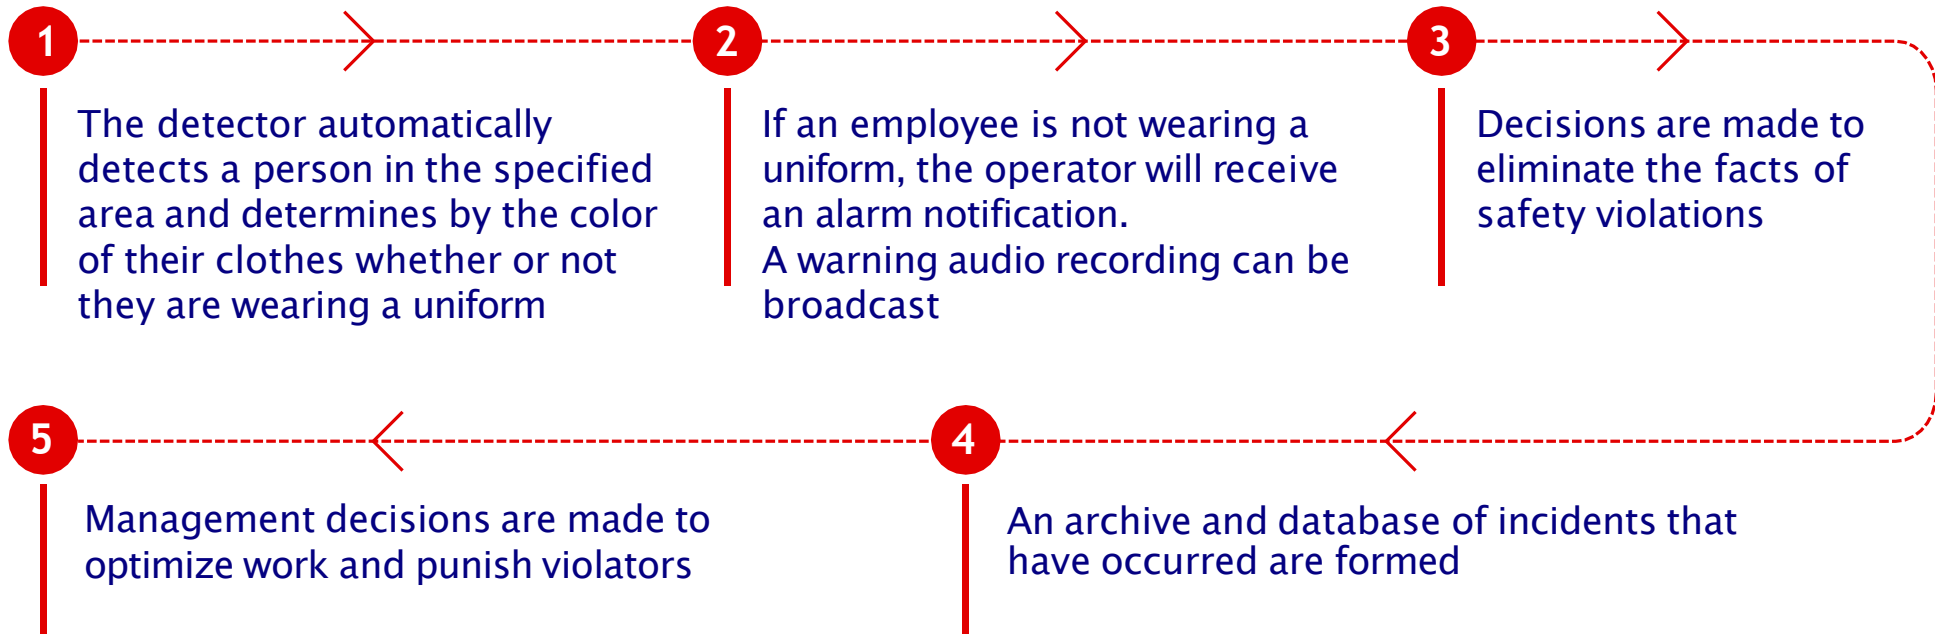 1
The detector automatically
detects a person in the specified
area and determines by the color
of their clothes whether or not
they are wearing a uniform
2
If an employee is not wearing a
uniform, the operator will receive
an alarm notification.
A warning audio recording can be
broadcast
3
Decisions are made to
eliminate the facts of
safety violations
4
An archive and database of incidents that
have occurred are formed
5
Management decisions are made to
optimize work and punish violators